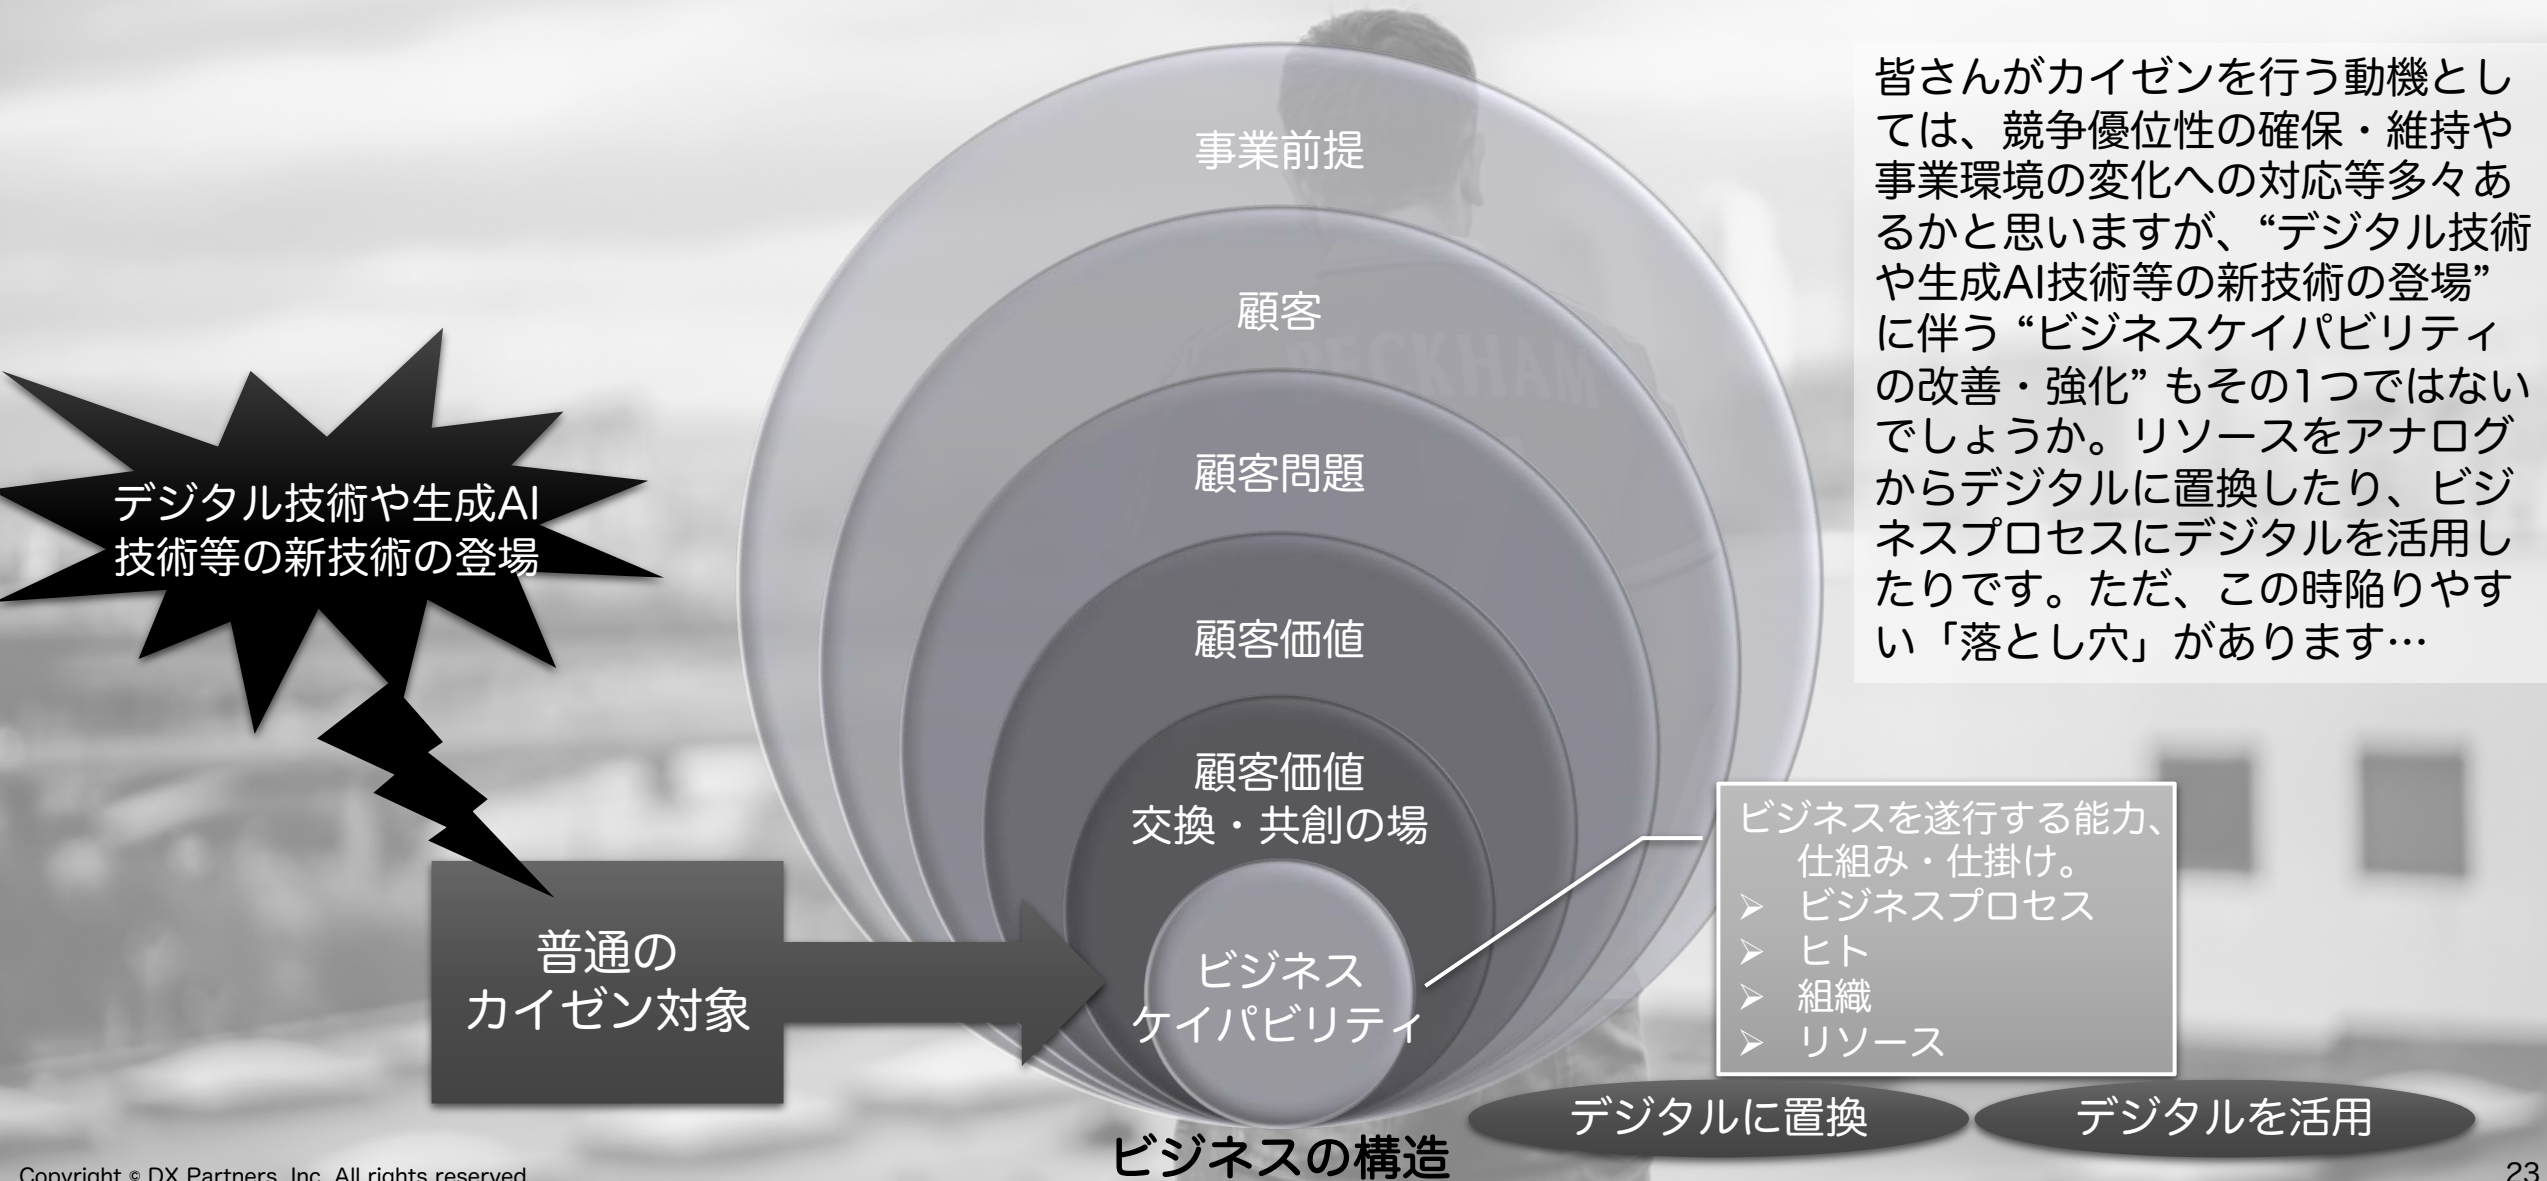 皆さんがカイゼンを行う動機とし
ては、競争優位性の確保・維持や
事業環境の変化への対応等多々あ
るかと思いますが、“デジタル技術
や生成AI技術等の新技術の登場”
に伴う “ビジネスケイパビリティ
の改善・強化” もその1つではない
でしょうか。リソースをアナログ
からデジタルに置換したり、ビジ
ネスプロセスにデジタルを活用し
たりです。ただ、この時陥りやす
い「落とし穴」があります…
事業前提
顧客
BECKHAM
顧客問題
顧客価値
顧客価値
交換・共創の場
ビジネス
ケイパビリティ
デジタル技術や生成AI
技術等の新技術の登場
普通の
カイゼン対象
ビジネスを遂行する能力、
仕組み・仕掛け。
➢ ビジネスプロセス
➢ ヒト
➢ 組織
➢ リソース
デジタルに置換
デジタルを活用
ビジネスの構造
Copyright © DX Partners, Inc. All rights reserved
23